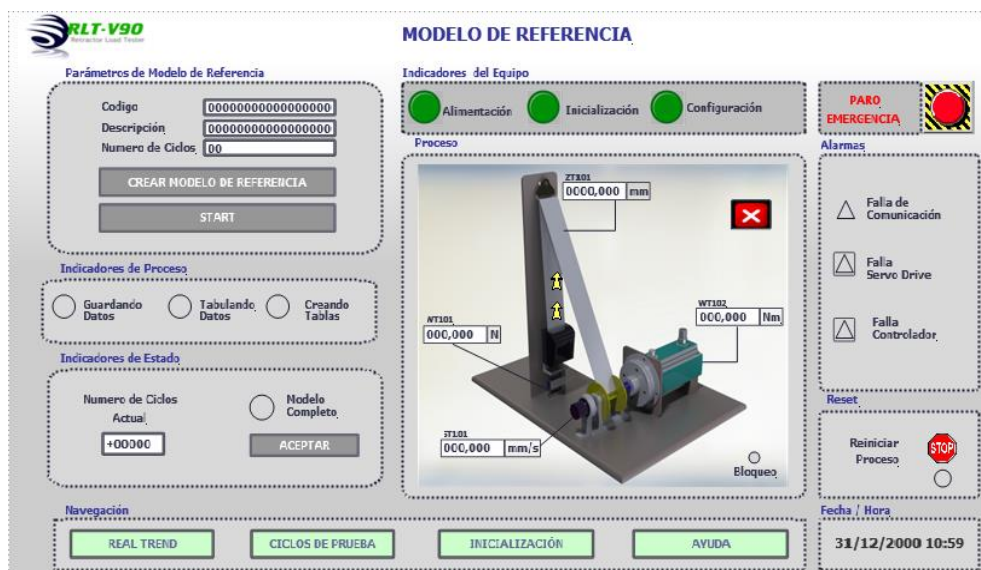 RLT-V90
Retractor Load Tester
MODELO DE REFERENCIA
Parámetros de Modelo de Referencia
Codigo 00000000000000000
Descripción 00000000000000000
Numero de Ciclos 00
CREAR MODELO DE REFERENCIA
START
Indicadores del Equipo
Alimentación
Inicialización
Configuración
PARO
EMERGENCIA
Proceso
ZT101
0000,000 mm
WT101
000,000 N
WT102
000,000 Nm
ST101
000,000 mm/s
Bloqueo
Alarmas
Falla de
Comunicación
Falla
Servo Drive
Falla
Controlador
Indicadores de Proceso
Guardando
Datos
Tabulando
Datos
Creando
Tablas
Indicadores de Estado
Numero de Ciclos
Actual
+00000
Modelo
Completo
ACEPTAR
Reset
Reiniciar
Proceso
STOP!
Navegación
REAL TREND
CICLOS DE PRUEBA
INICIALIZACIÓN
AYUDA
Fecha / Hora
31/12/2000 10:59